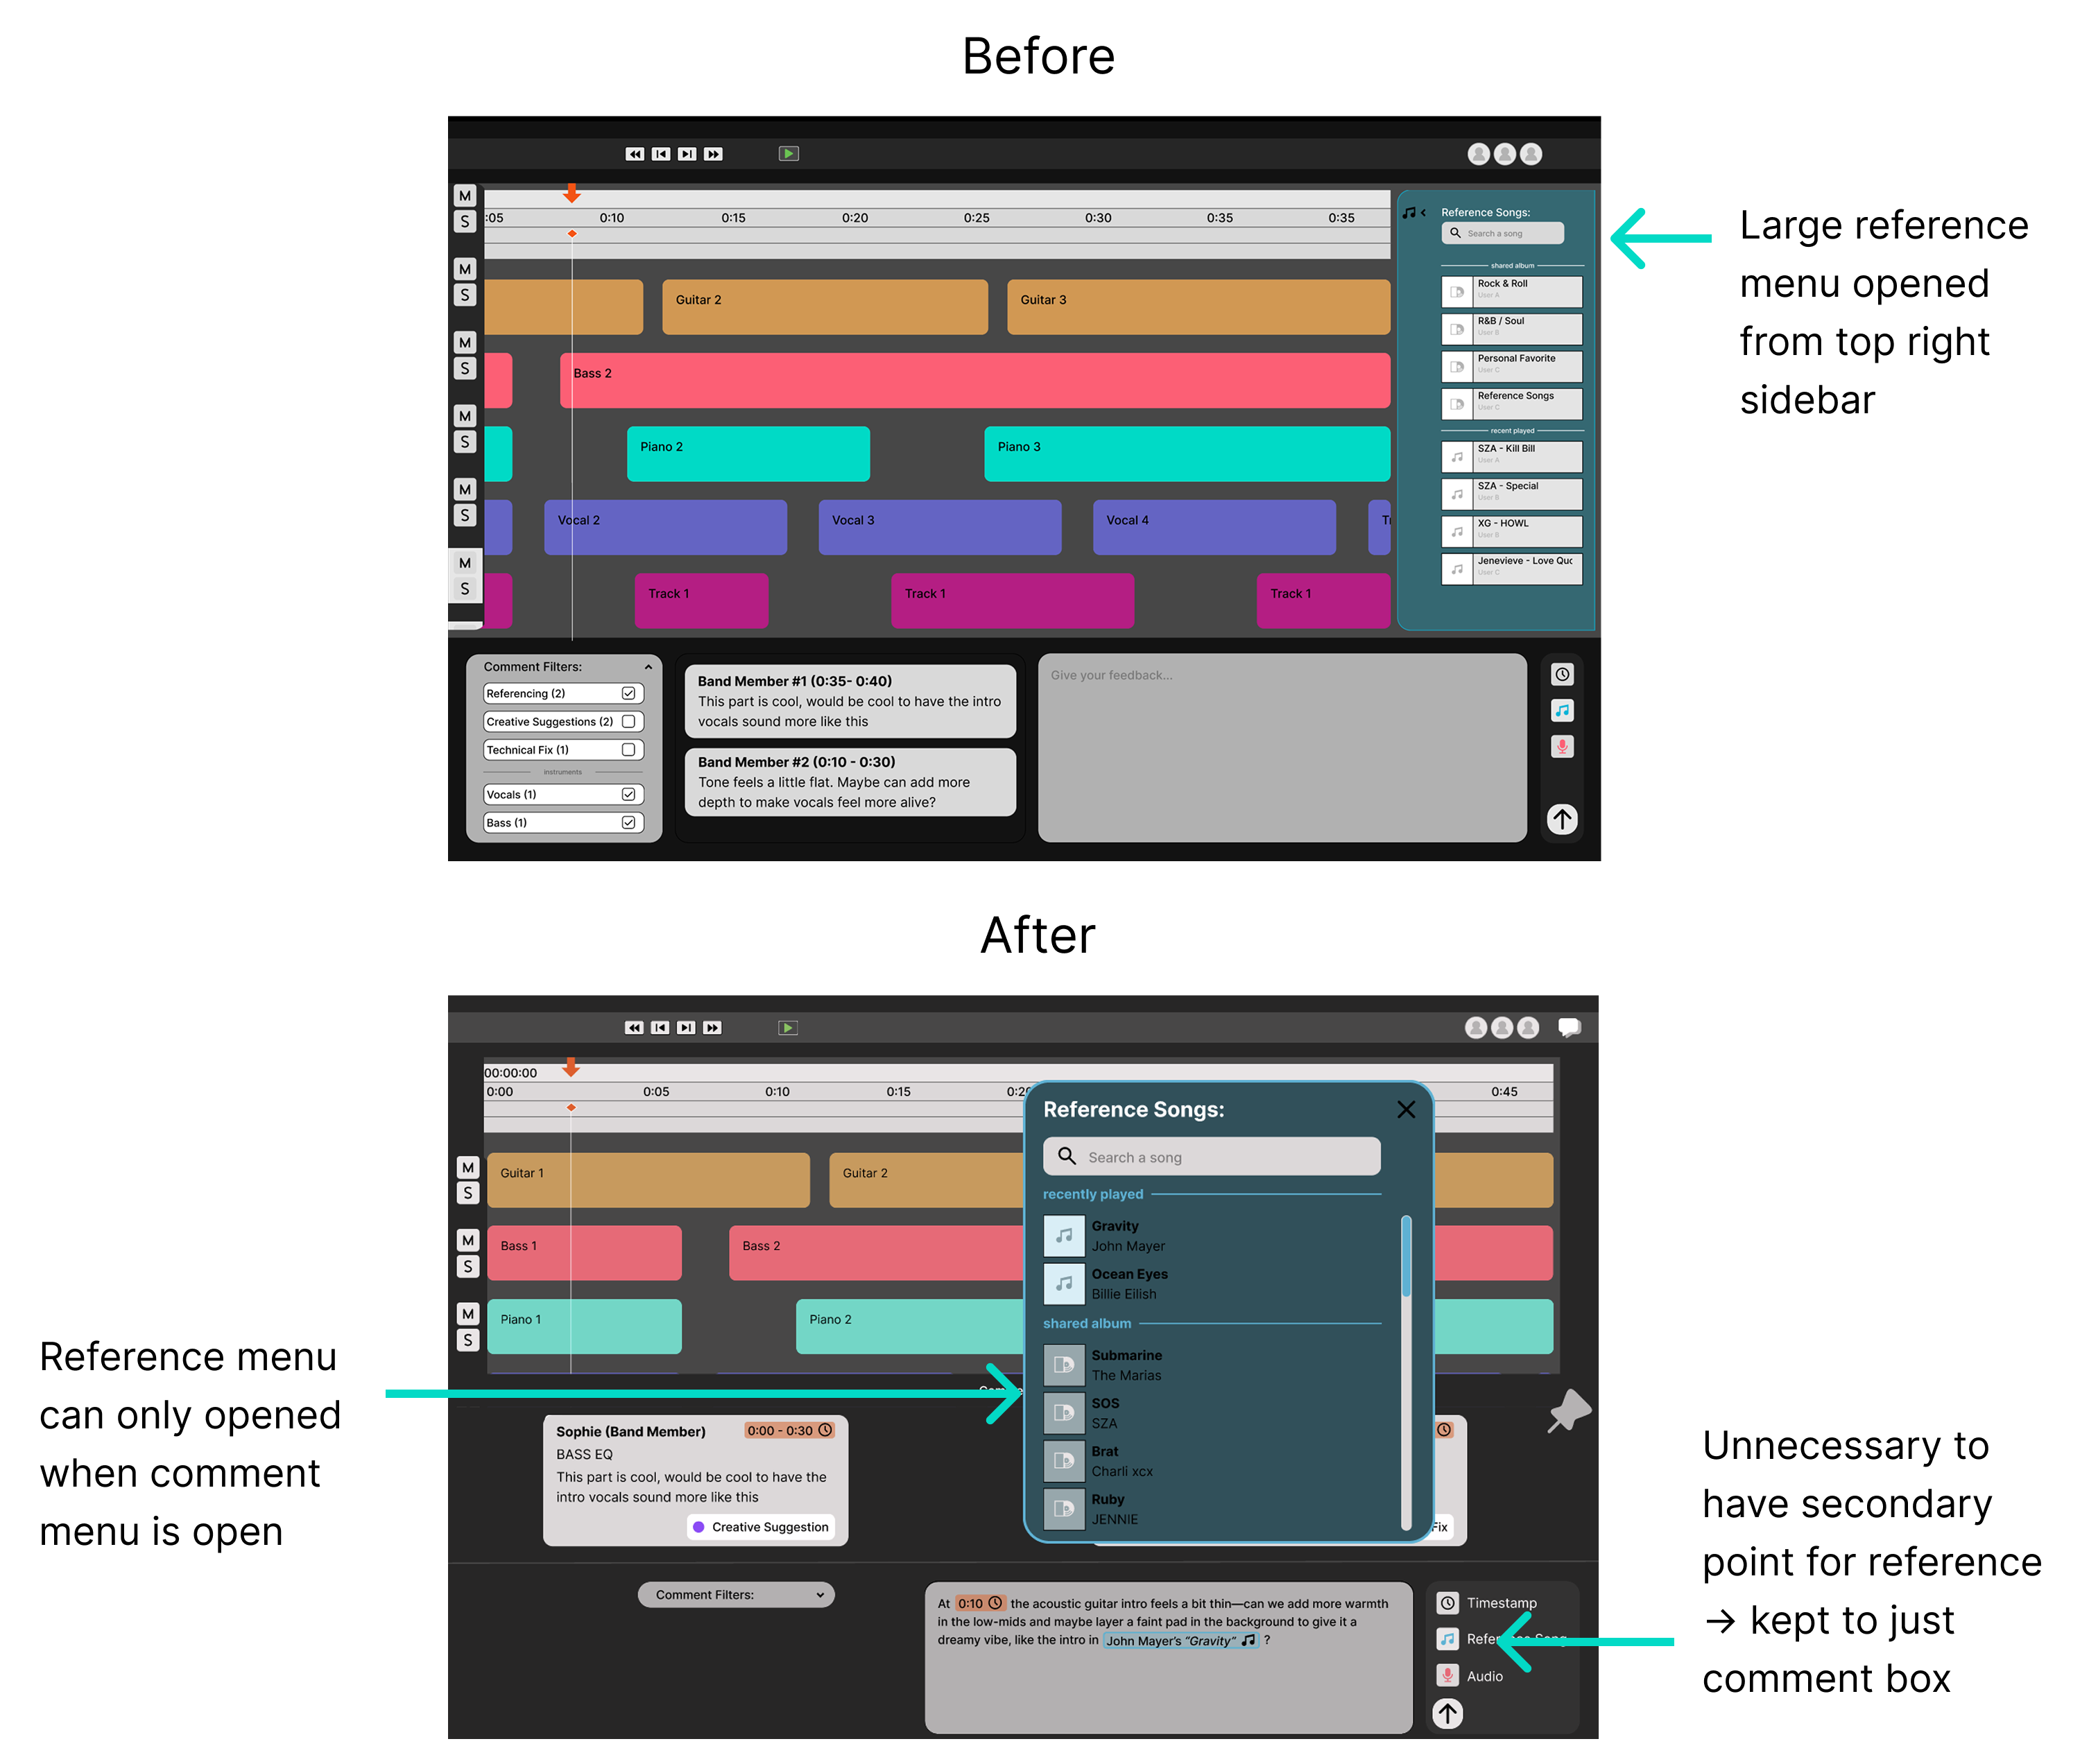 Before
M
S
:05 0:10 0:15 0:20 0:25 0:30 0:35 0:35
Reference Songs:
Search a song
shared album
Rock & Roll
User A
R&B / Soul
User B
Personal Favorite
User C
Reference Songs
User C
recent played
SZA - Kill Bill
User A
SZA - Special
User B
XG - HOWL
User B
Jenevieve - Love Quo
User C
Large reference
menu opened
from top right
sidebar
M
S
Guitar 2 Guitar 3
M
S
Bass 2
M
S
Piano 2 Piano 3
M
S
Vocal 2 Vocal 3 Vocal 4 Tr
M
S
Track 1 Track 1 Track 1
Comment Filters:
Referencing (2)
Creative Suggestions (2)
Technical Fix (1)
instruments
Vocals (1)
Bass (1)
Band Member #1 (0:35- 0:40)
This part is cool, would be cool to have the intro
vocals sound more like this
Band Member #2 (0:10 - 0:30)
Tone feels a little flat. Maybe can add more
depth to make vocals feel more alive?
Give your feedback...
After
00:00:00
0:00 0:05 0:10 0:15 0:20 0:45
M
S
Guitar 1 Guitar 2
M
S
Bass 1 Bass 2
M
S
Piano 1 Piano 2
Reference Songs:
Search a song
recently played
Gravity
John Mayer
Ocean Eyes
Billie Eilish
shared album
Submarine
The Marias
SOS
SZA
Brat
Charli xcx
Ruby
JENNIE
Reference menu
can only opened
when comment
menu is open
Sophie (Band Member) 0:00 - 0:30
BASS EQ
This part is cool, would be cool to have the
intro vocals sound more like this
Creative Suggestion
Fix
Comment Filters:
At 0:10 the acoustic guitar intro feels a bit thin—can we add more warmth
in the low-mids and maybe layer a faint pad in the background to give it a
dreamy vibe, like the intro in John Mayer's "Gravity" ?
Timestamp
Reference Song
Audio
Unnecessary to
have secondary
point for reference
→ kept to just
comment box